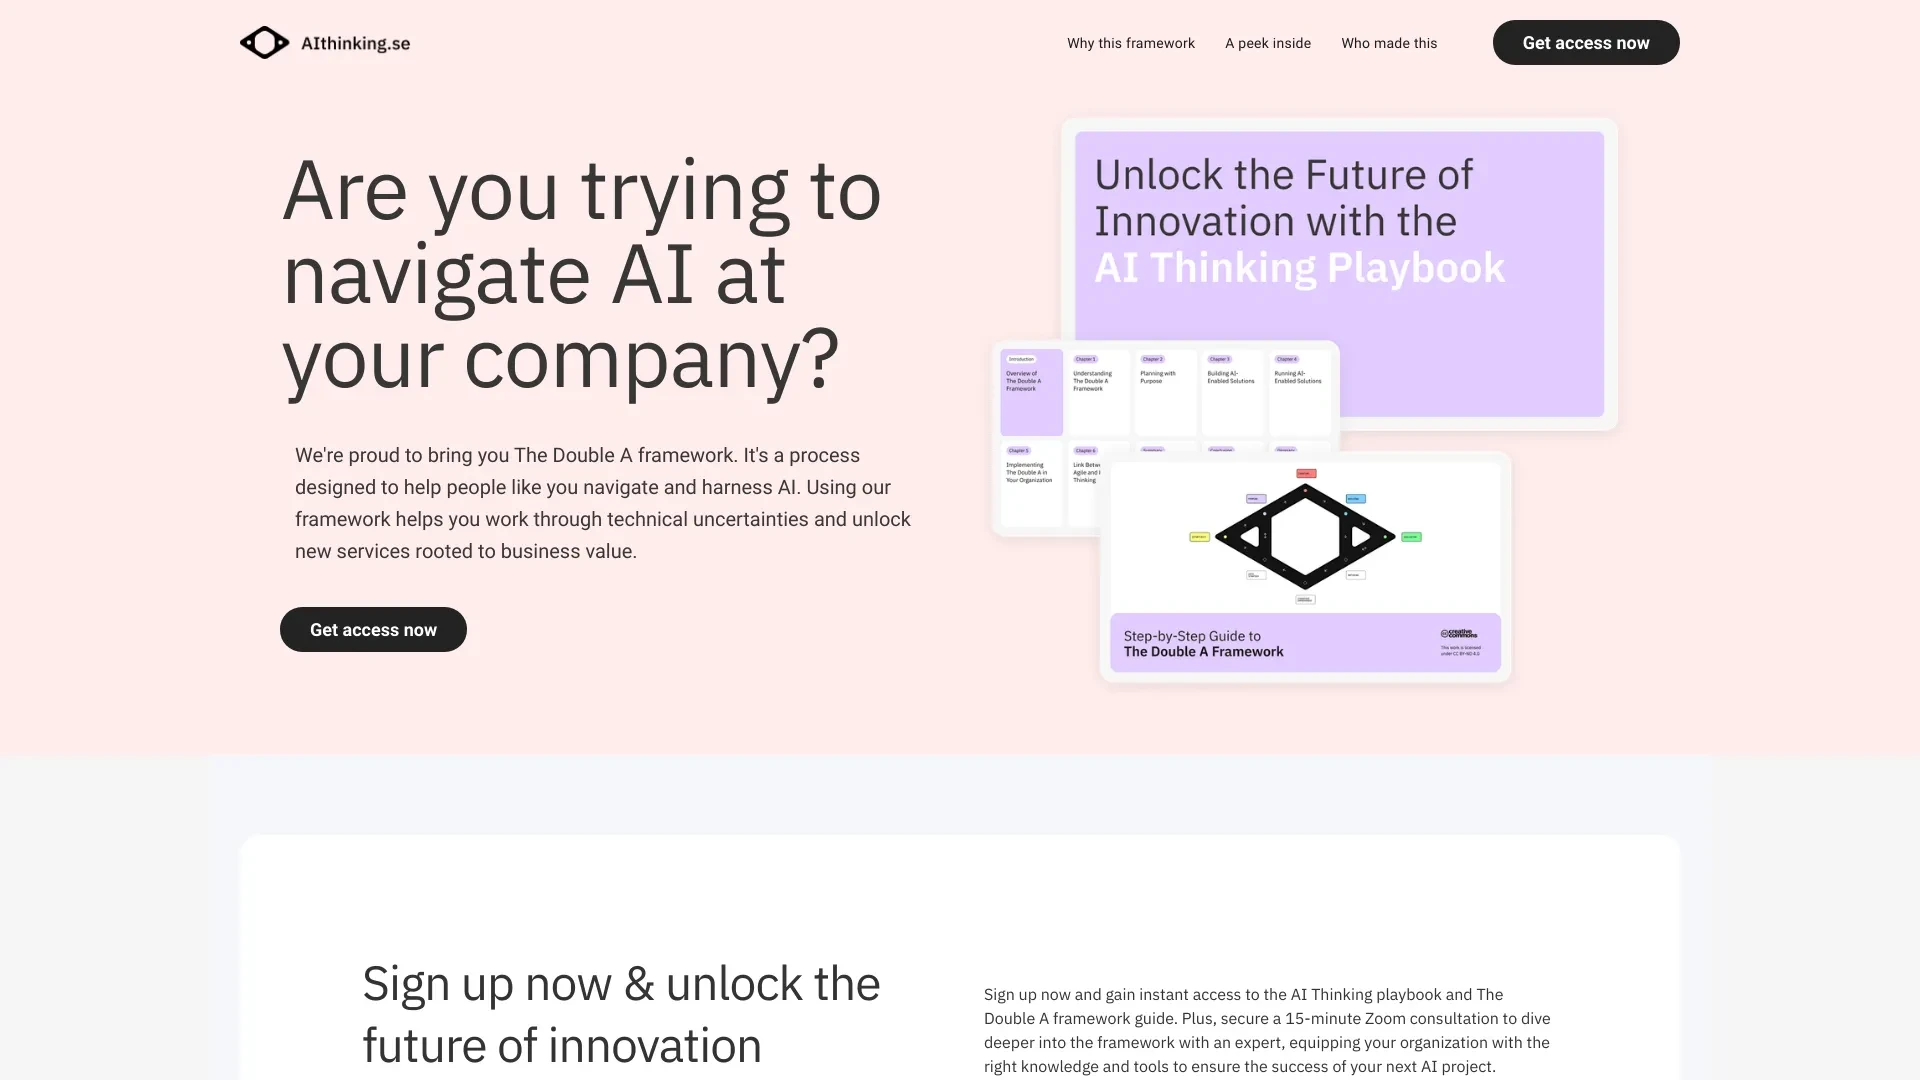 AIthinking.se
Why this framework
A peek inside
Who made this
Get access now
Are you trying to
navigate AI at
your company?
We're proud to bring you The Double A framework. It's a process
designed to help people like you navigate and harness AI. Using our
framework helps you work through technical uncertainties and unlock
new services rooted to business value.
Get access now
Unlock the Future of
Innovation with the
AI Thinking Playbook
Introduction
Overview of
The Double A
Framework
Chapter 1
Understanding
The Double A
Framework
Chapter 2
Planning with
Purpose
Chapter 3
Building AI-
Enabled Solutions
Chapter 4
Running AI-
Enabled Solutions
Chapter 5
Implementing
The Double A in
Your Organization
Chapter 6
Link Betw
Agile and
Thinking
Step-by-Step Guide to
The Double A Framework
creative
commons
This work is licensed
under CC BY-ND 4.0
Sign up now & unlock the
future of innovation
Sign up now and gain instant access to the AI Thinking playbook and The
Double A framework guide. Plus, secure a 15-minute Zoom consultation to dive
deeper into the framework with an expert, equipping your organization with the
right knowledge and tools to ensure the success of your next AI project.